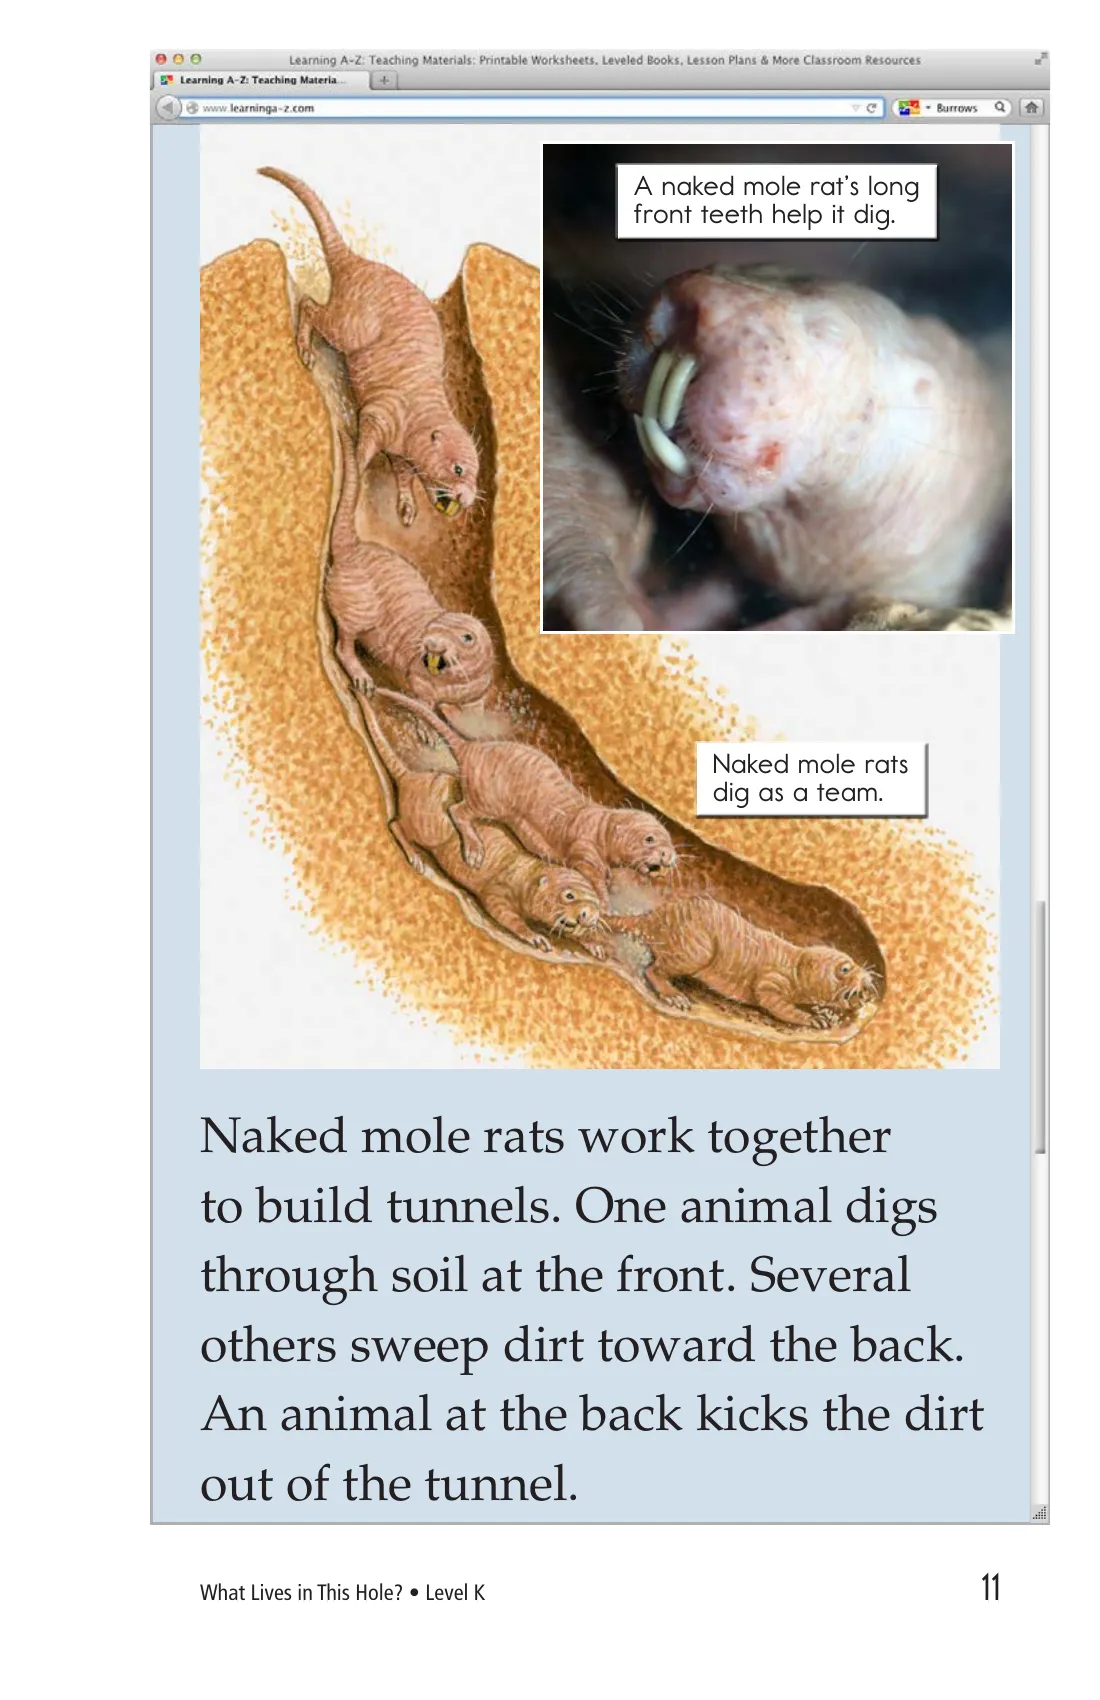 Learning A-Z: Teaching Materials: Printable Worksheets, Leveled Books, Lesson Plans & More Classroom Resources
Learning A-Z: Teaching Materia...
www.learninga-z.com
Burrows
A naked mole rat's long
front teeth help it dig.
Naked mole rats
dig as a team.
Naked mole rats work together
to build tunnels. One animal digs
through soil at the front. Several
others sweep dirt toward the back.
An animal at the back kicks the dirt
out of the tunnel.
What Lives in This Hole? • Level K
11